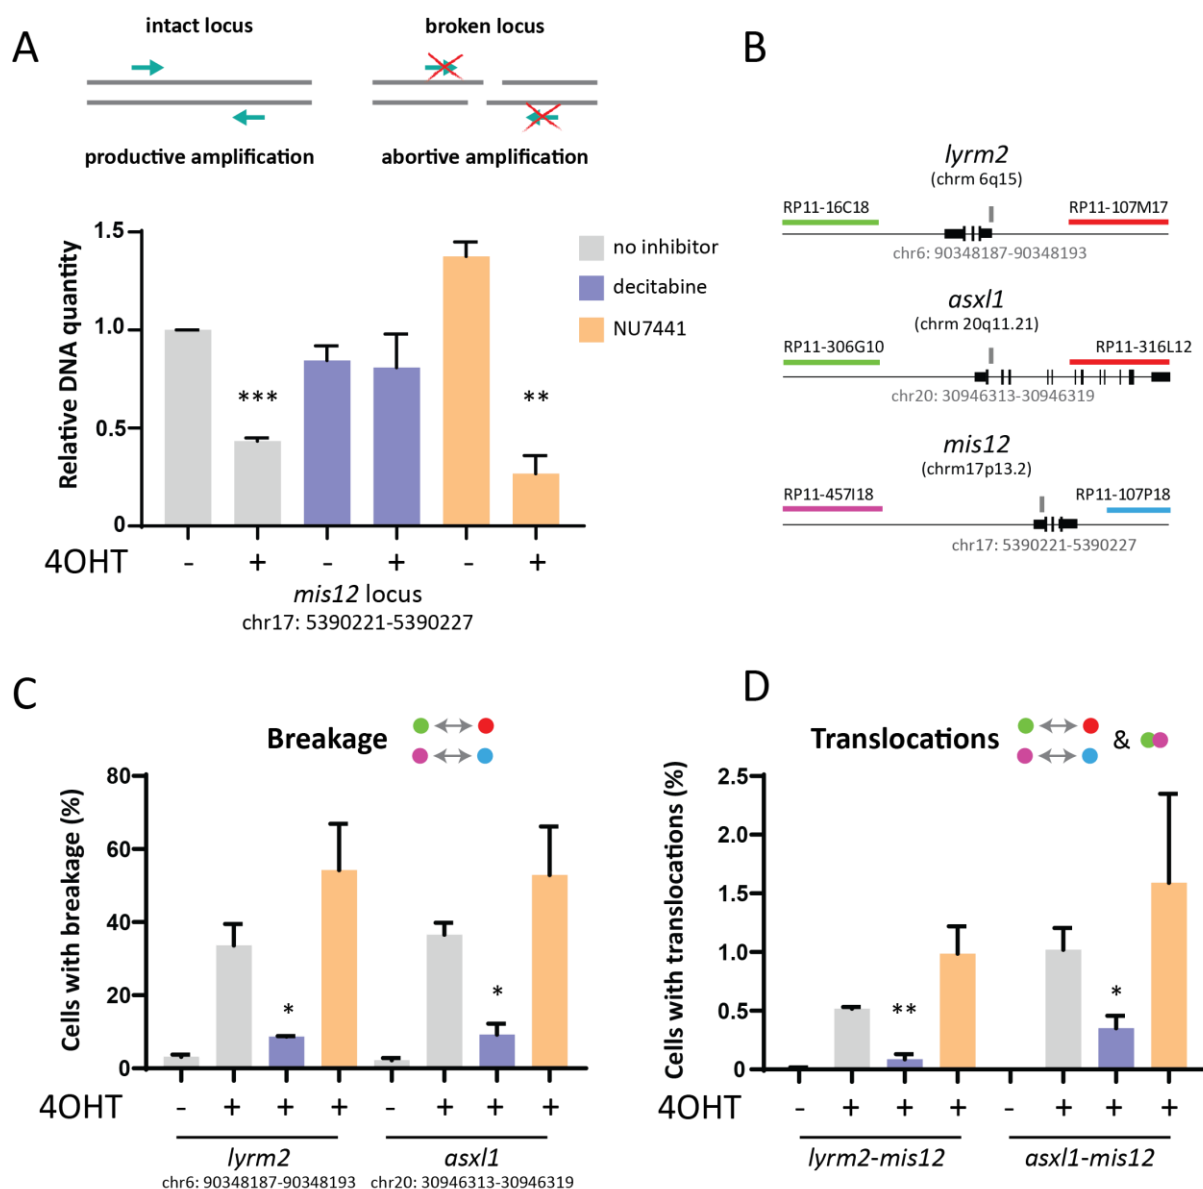 A
intact locus
broken locus
productive amplification
abortive amplification
Relative DNA quantity
1.5
1.0
0.5
0
***
**
no inhibitor
decitabine
NU7441
4OHT - + - + - +
mis12 locus
chr17: 5390221-5390227
B
lyrm2
(chrm 6q15)
RP11-16C18
RP11-107M17
chr6: 90348187-90348193
asxl1
(chrm 20q11.21)
RP11-306G10
RP11-316L12
chr20: 30946313-30946319
mis12
(chrm17p13.2)
RP11-457I18
RP11-107P18
chr17: 5390221-5390227
C
Breakage
Cells with breakage (%)
80
60
40
20
0
*
*
4OHT - + + + - + + +
lyrm2
asxl1
chr6: 90348187-90348193
chr20: 30946313-30946319
D
Translocations
&
Cells with translocations (%)
2.5
2.0
1.5
1.0
0.5
0
**
*
4OHT - + + + - + + +
lyrm2-mis12
asxl1-mis12